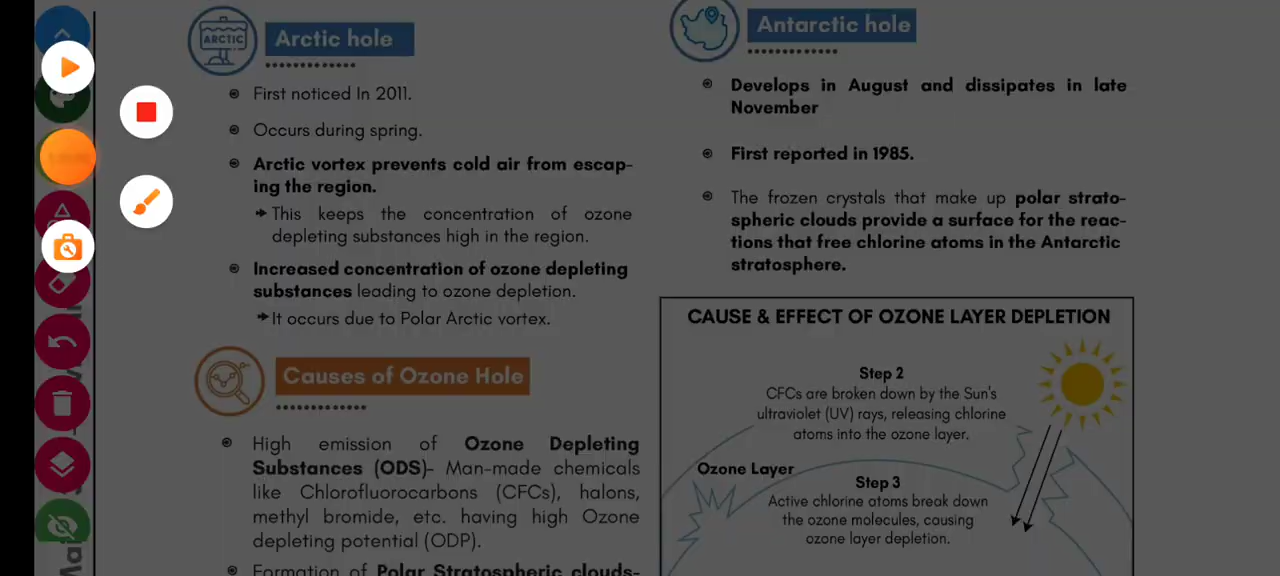 ARCTIC
Arctic hole
First noticed In 2011.
Occurs during spring.
Arctic vortex prevents cold air from escap-
ing the region.
This keeps the concentration of ozone
depleting substances high in the region.
Increased concentration of ozone depleting
substances leading to ozone depletion.
It occurs due to Polar Arctic vortex.
Causes of Ozone Hole
High emission of Ozone Depleting
Substances (ODS)- Man-made chemicals
like Chlorofluorocarbons (CFCs), halons,
methyl bromide, etc. having high Ozone
depleting potential (ODP).
Formation of Polar Stratospheric clouds-
Antarctic hole
Develops in August and dissipates in late
November
First reported in 1985.
The frozen crystals that make up polar strato-
spheric clouds provide a surface for the reac-
tions that free chlorine atoms in the Antarctic
stratosphere.
CAUSE & EFFECT OF OZONE LAYER DEPLETION
Step 2
CFCs are broken down by the Sun's
ultraviolet (UV) rays, releasing chlorine
atoms into the ozone layer.
Ozone Layer
Step 3
Active chlorine atoms break down
the ozone molecules, causing
ozone layer depletion.